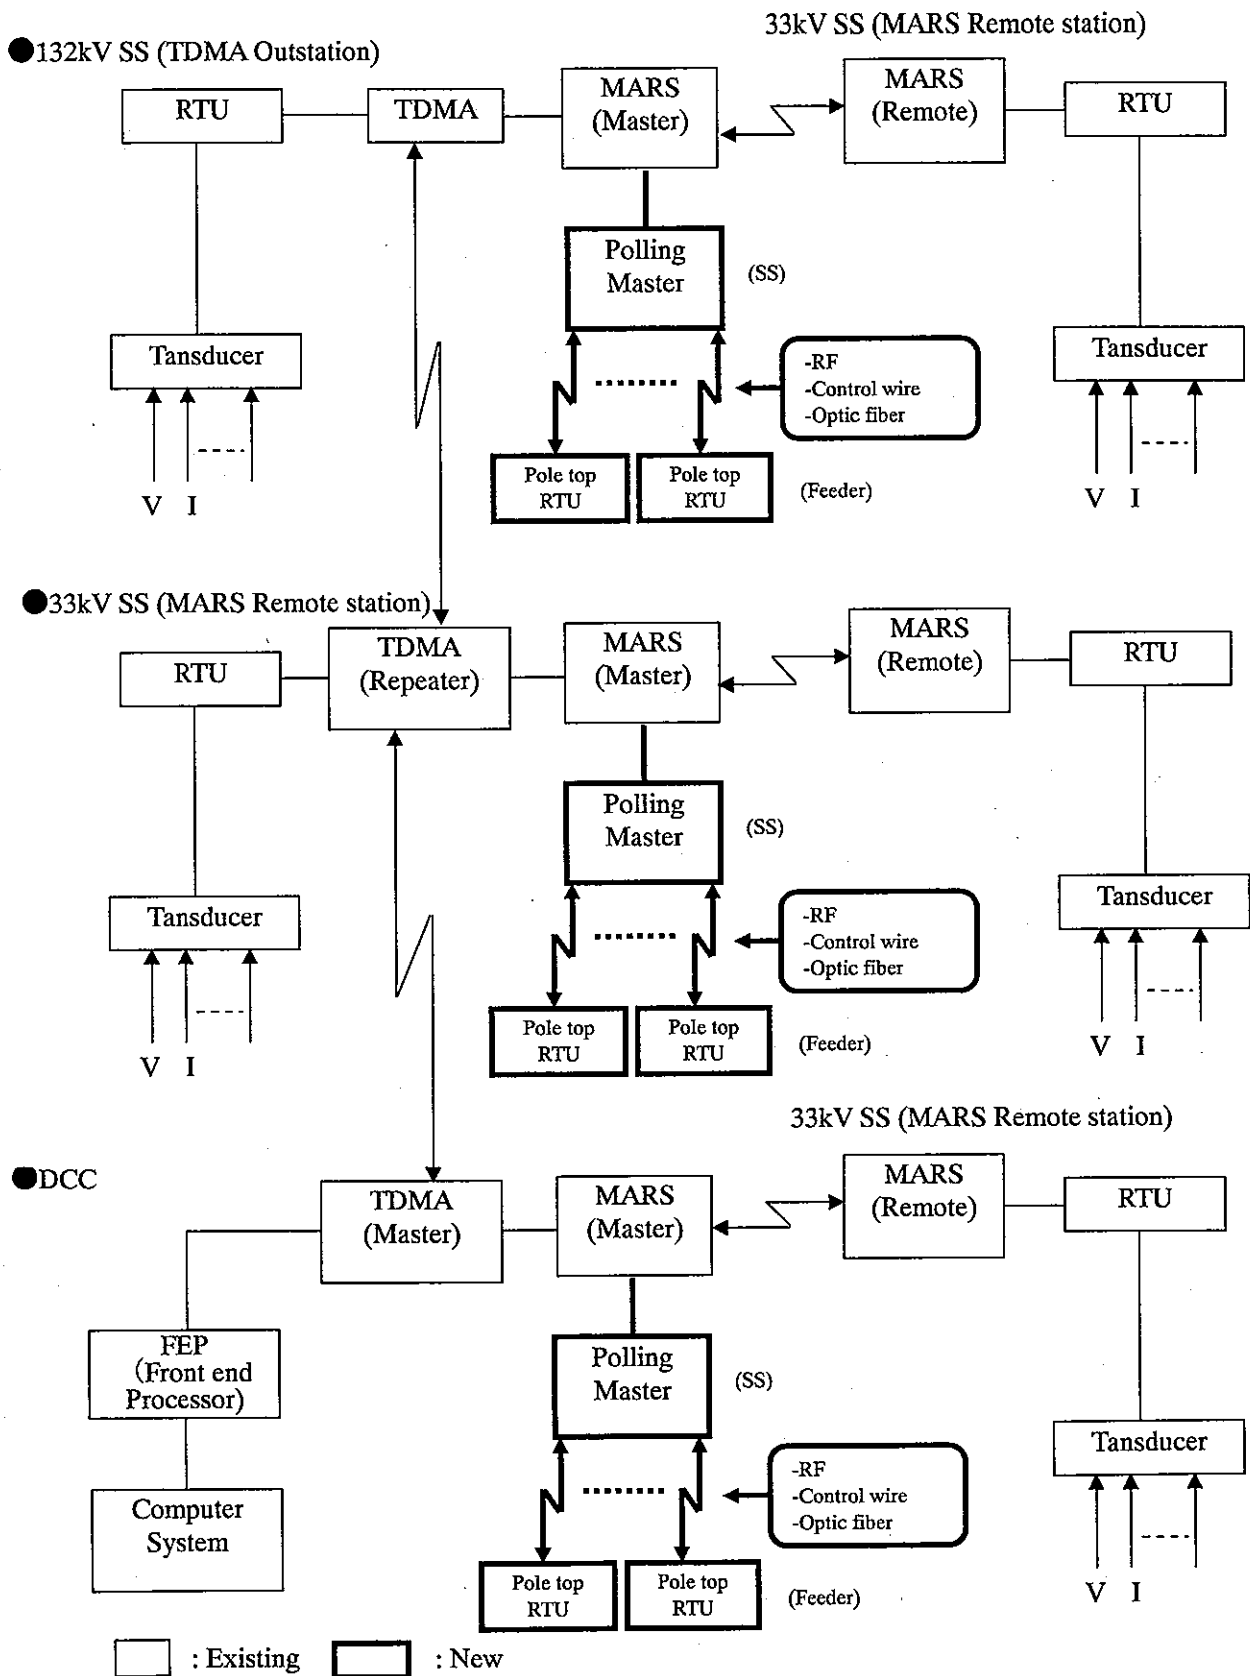 33kV SS (MARS Remote station)
●132kV SS (TDMA Outstation)
RTU
TDMA
MARS
(Master)
MARS
(Remote)
RTU
Polling
Master
(SS)
Tansducer
-RF
-Control wire
-Optic fiber
Tansducer
Pole top
RTU
Pole top
RTU
(Feeder)
V I
V I
●33kV SS (MARS Remote station)
RTU
TDMA
(Repeater)
MARS
(Master)
MARS
(Remote)
RTU
Polling
Master
(SS)
Tansducer
-RF
-Control wire
-Optic fiber
Tansducer
Pole top
RTU
Pole top
RTU
(Feeder)
V I
V I
33kV SS (MARS Remote station)
●DCC
TDMA
(Master)
MARS
(Master)
MARS
(Remote)
RTU
FEP
(Front end
Processor)
Polling
Master
(SS)
Computer
System
-RF
-Control wire
-Optic fiber
Tansducer
Pole top
RTU
Pole top
RTU
(Feeder)
V I
: Existing
: New